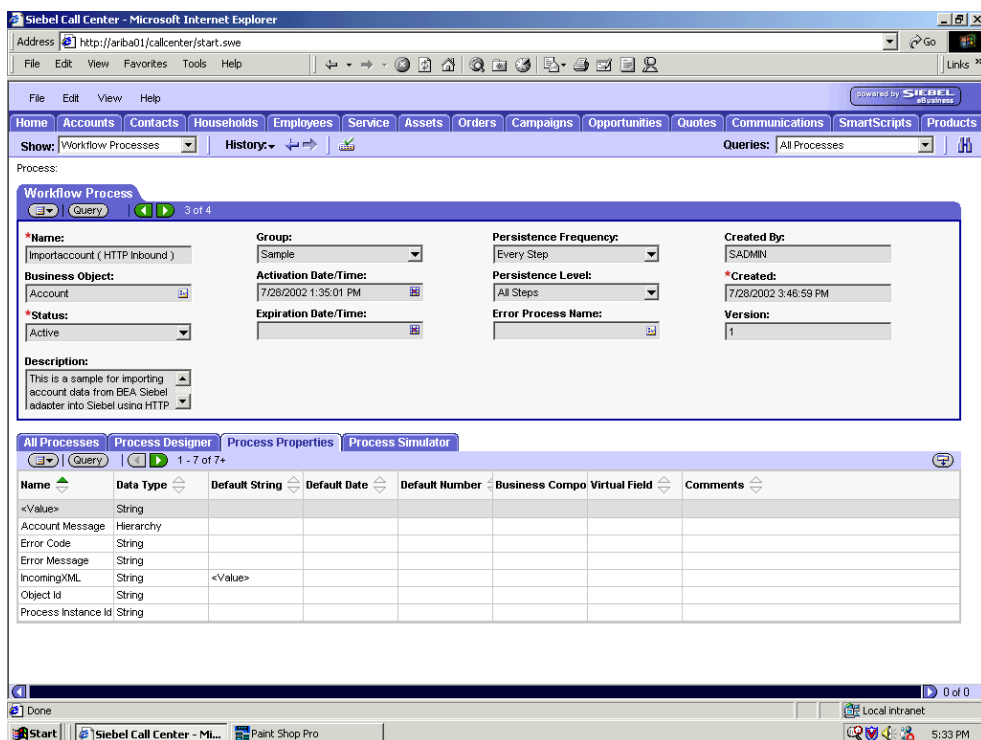 Siebel Call Center - Microsoft Internet Explorer
Address http://ariba01/callcenter/start.swe Go
File Edit View Favorites Tools Help Links »
File Edit View Help powered by SIEBEL eBusiness
Home Accounts Contacts Households Employees Service Assets Orders Campaigns Opportunities Quotes Communications SmartScripts Products
Show: Workflow Processes History: Queries: All Processes
Process:
Workflow Process
Query 3 of 4
*Name: Group: Persistence Frequency: Created By:
Importaccount ( HTTP Inbound ) Sample Every Step SADMIN
Business Object: Activation Date/Time: Persistence Level: *Created:
Account 7/28/2002 1:35:01 PM All Steps 7/28/2002 3:46:59 PM
*Status: Expiration Date/Time: Error Process Name: Version:
Active 1
Description:
This is a sample for importing
account data from BEA Siebel
adapter into Siebel using HTTP
All Processes Process Designer Process Properties Process Simulator
Query 1 - 7 of 7+
Name Data Type Default String Default Date Default Number Business Compo Virtual Field Comments
<Value> String
Account Message Hierarchy
Error Code String
Error Message String
IncomingXML String <Value>
Object Id String
Process Instance Id String
0 of 0
Done Local intranet
Start Siebel Call Center - Mi... Paint Shop Pro 5:33 PM